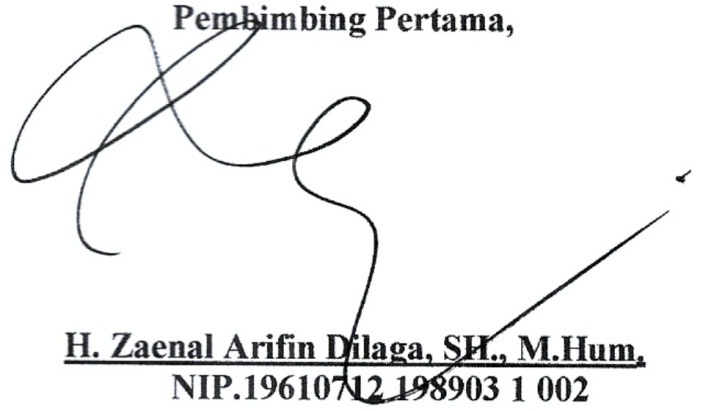 Pembimbing Pertama,
H. Zaenal Arifin Dilaga, SH., M.Hum.
NIP.19610712 198903 1 002